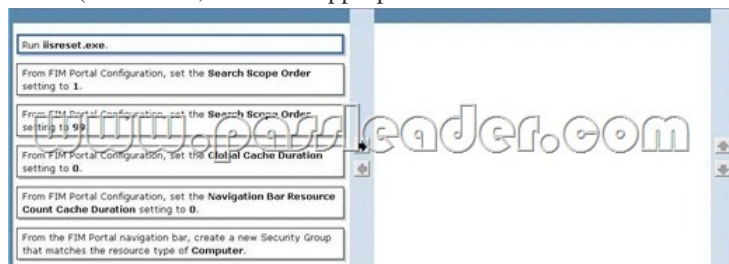 Run iisreset.exe.
From FIM Portal Configuration, set the Search Scope Order
setting to 1.
From FIM Portal Configuration, set the Search Scope Order
setting to 99
www.passleader.com
From FIM Portal Configuration, set the Global Cache Duration
setting to 0.
From FIM Portal Configuration, set the Navigation Bar Resource
Count Cache Duration setting to 0.
From the FIM Portal navigation bar, create a new Security Group
that matches the resource type of Computer.